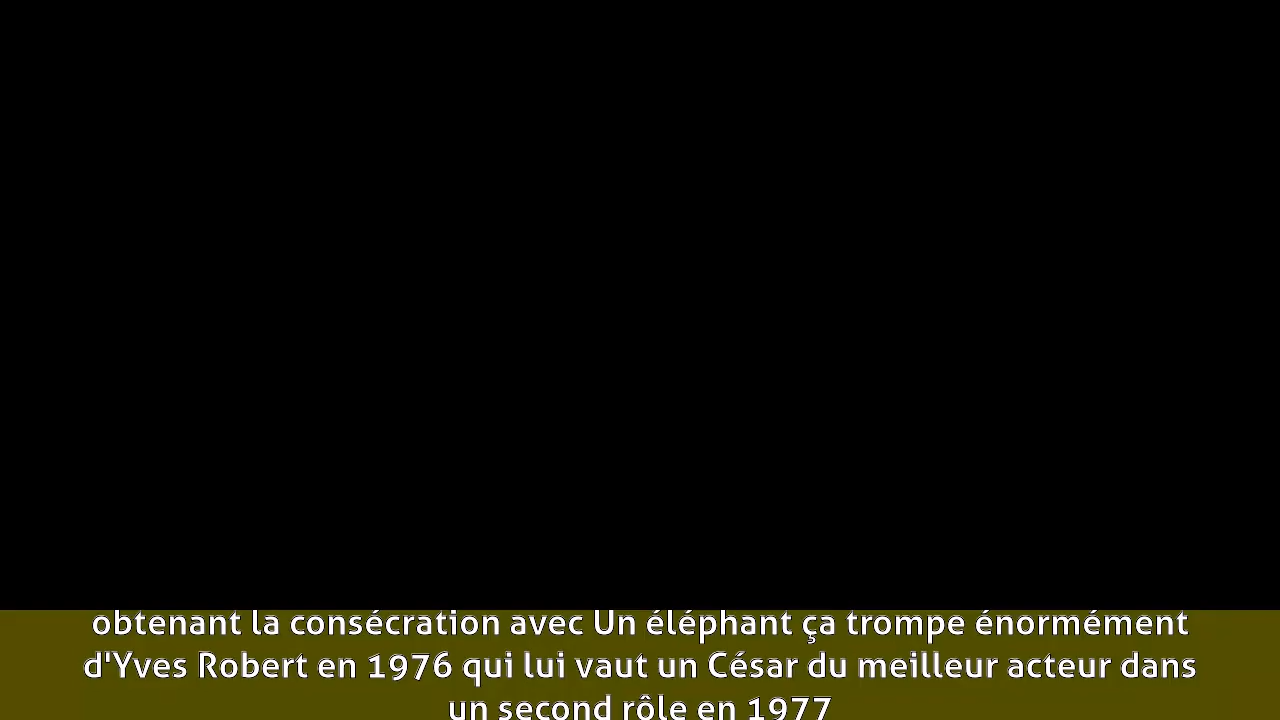 obtenant la consécration avec Un éléphant ça trompe énormément
d'Yves Robert en 1976 qui lui vaut un César du meilleur acteur dans
un second rôle en 1977